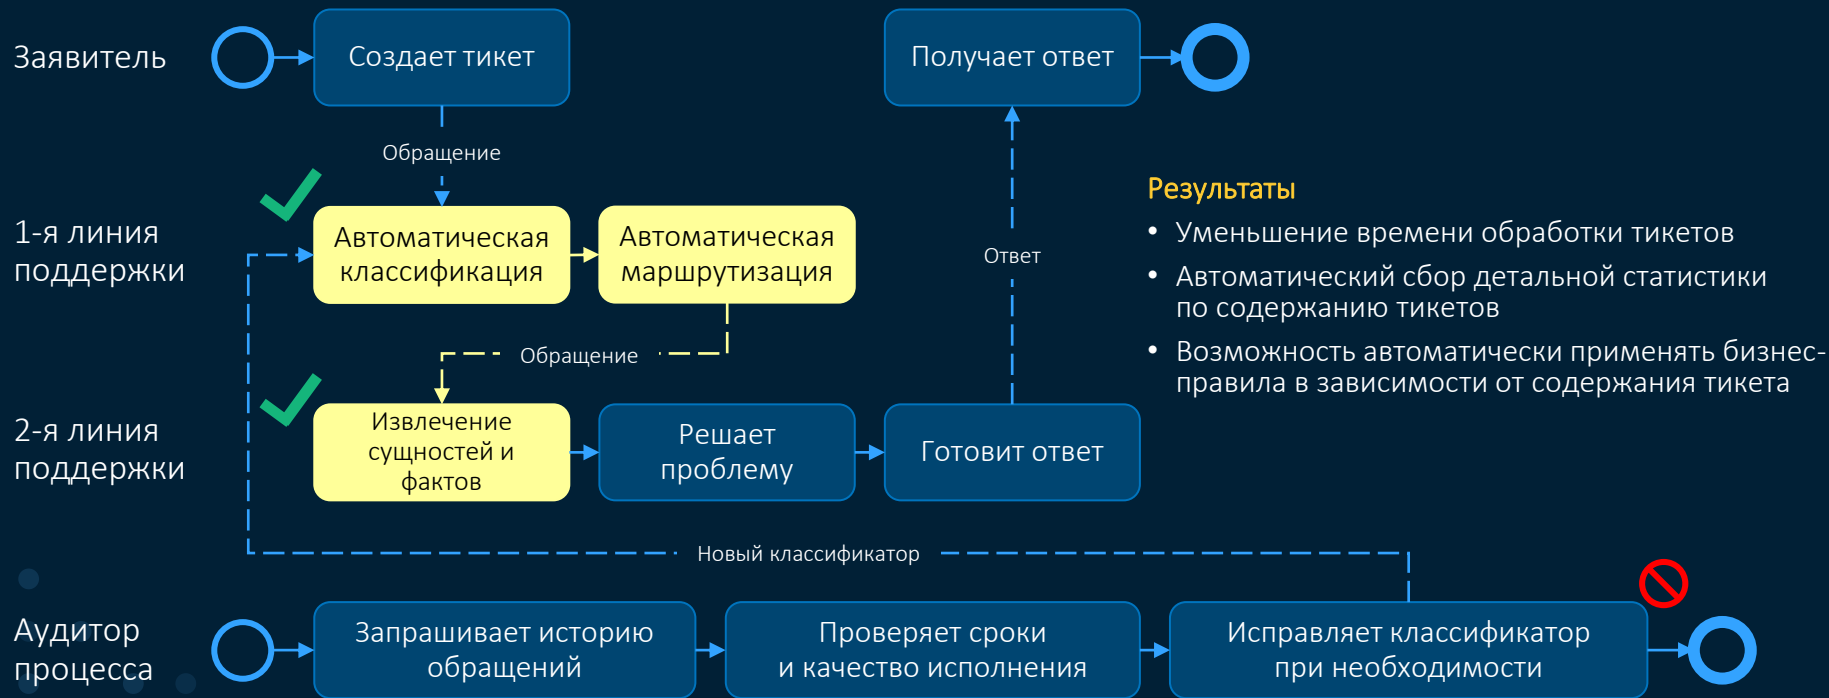 Заявитель
Создает тикет
Получает ответ
Обращение
1-я линия
поддержки
Автоматическая
классификация
Автоматическая
маршрутизация
Ответ
Результаты
• Уменьшение времени обработки тикетов
• Автоматический сбор детальной статистики
по содержанию тикетов
• Возможность автоматически применять бизнес-
правила в зависимости от содержания тикета
Обращение
2-я линия
поддержки
Извлечение
сущностей и
фактов
Решает
проблему
Готовит ответ
Новый классификатор
Аудитор
процесса
Запрашивает историю
обращений
Проверяет сроки
и качество исполнения
Исправляет классификатор
при необходимости